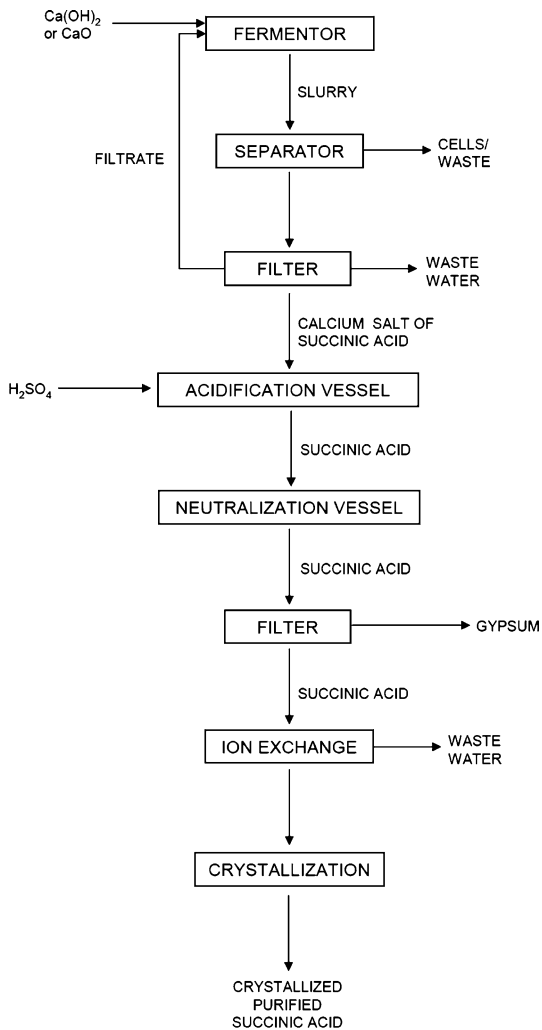 Ca(OH)₂
or CaO
FERMENTOR
SLURRY
SEPARATOR
CELLS/
WASTE
FILTRATE
FILTER
WASTE
WATER
CALCIUM SALT OF
SUCCINIC ACID
H₂SO₄
ACIDIFICATION VESSEL
SUCCINIC ACID
NEUTRALIZATION VESSEL
SUCCINIC ACID
FILTER
GYPSUM
SUCCINIC ACID
ION EXCHANGE
WASTE
WATER
CRYSTALLIZATION
CRYSTALLIZED
PURIFIED
SUCCINIC ACID